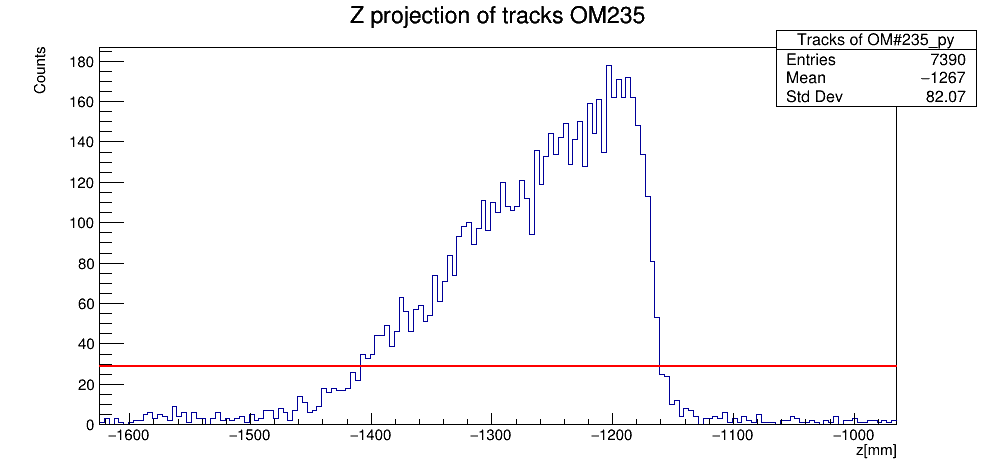 Z projection of tracks OM235
Tracks of OM#235_py
Entries 7390
Mean −1267
Std Dev 82.07
Counts
180
160
140
120
100
80
60
40
20
0
−1600 −1500 −1400 −1300 −1200 −1100 −1000
z[mm]